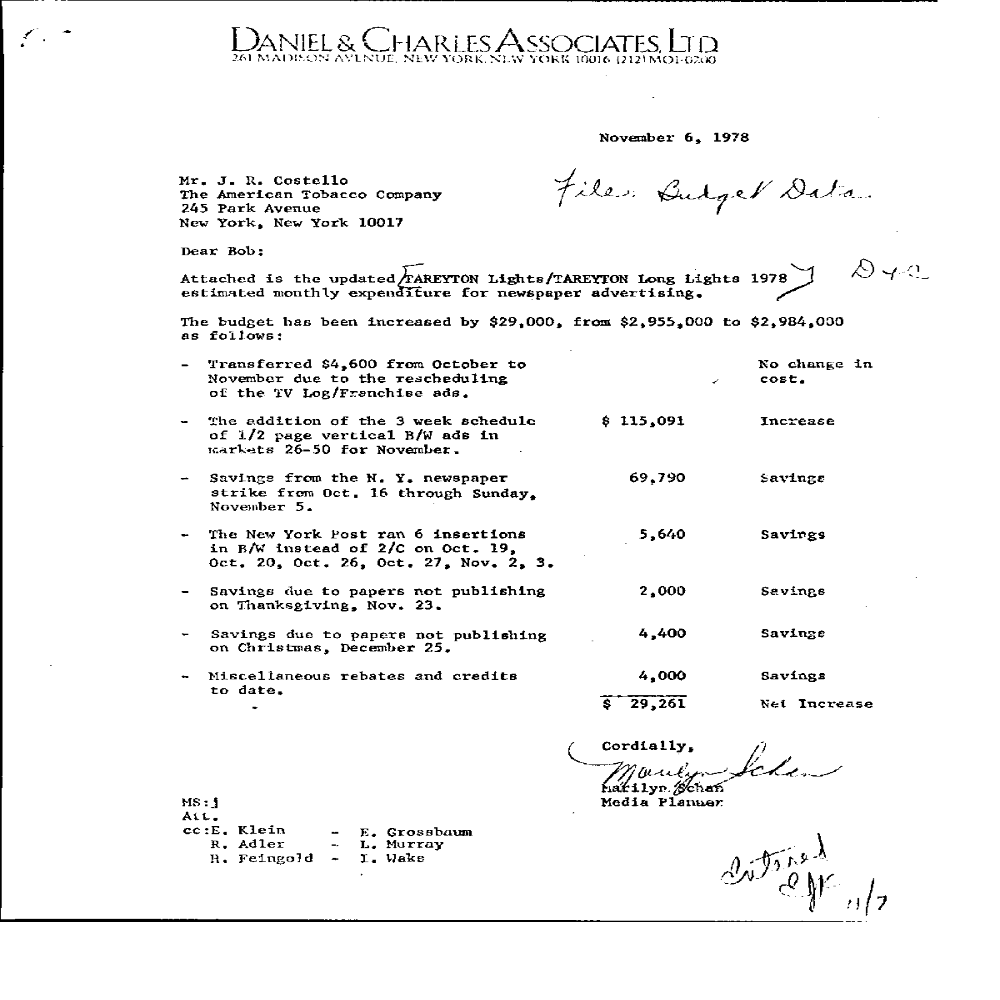 DANIEL & CHARLES ASSOCIATES, LTD
261 MADISON AVENUE, NEW YORK, NEW YORK 10016 (212) MO1-0200
November 6, 1978
Mr. J. R. Costello
The American Tobacco Company
245 Park Avenue
New York, New York 10017
File: Budget Data
Dear Bob:
Attached is the updated TAREYTON Lights/TAREYTON Long Lights 1978
estimated monthly expenditure for newspaper advertising.
The budget has been increased by $29,000, from $2,955,000 to $2,984,000
as follows:
- Transferred $4,600 from October to No change in
November due to the rescheduling cost.
of the TV Log/Franchise ads.
- The addition of the 3 week schedule $ 115,091 Increase
of 1/2 page vertical B/W ads in
markets 26-50 for November.
- Savings from the N. Y. newspaper 69,790 Savings
strike from Oct. 16 through Sunday,
November 5.
- The New York Post ran 6 insertions 5,640 Savings
in B/W instead of 2/C on Oct. 19,
Oct. 20, Oct. 26, Oct. 27, Nov. 2, 3.
- Savings due to papers not publishing 2,000 Savings
on Thanksgiving, Nov. 23.
- Savings due to papers not publishing 4,400 Savings
on Christmas, December 25.
- Miscellaneous rebates and credits 4,000 Savings
to date.
$ 29,261 Net Increase
Cordially,
Marilyn Schan
Marilyn Schan
Media Planner
MS:j
Att.
cc:E. Klein - E. Grossbaum
R. Adler - L. Murray
H. Feingold - I. Wake
Entered
11/7